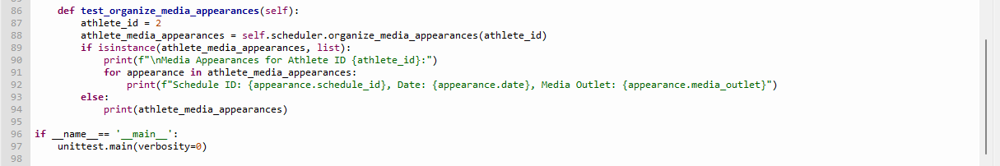 86 def test_organize_media_appearances(self):
87 athlete_id = 2
88 athlete_media_appearances = self.scheduler.organize_media_appearances(athlete_id)
89 if isinstance(athlete_media_appearances, list):
90 print(f"\nMedia Appearances for Athlete ID {athlete_id}:")
91 for appearance in athlete_media_appearances:
92 print(f"Schedule ID: {appearance.schedule_id}, Date: {appearance.date}, Media Outlet: {appearance.media_outlet}")
93 else:
94 print(athlete_media_appearances)
95
96 if __name__== '__main__':
97 unittest.main(verbosity=0)
98